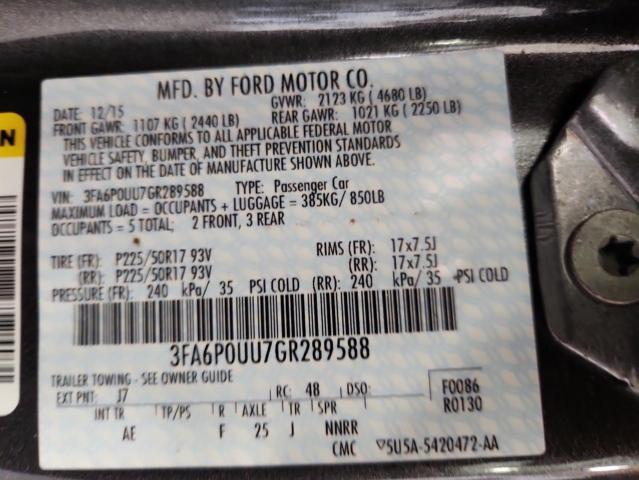 MFD. BY FORD MOTOR CO.
DATE: 12/15 GVWR: 2123 KG ( 4680 LB)
FRONT GAWR: 1107 KG ( 2440 LB) REAR GAWR: 1021 KG ( 2250 LB)
THIS VEHICLE CONFORMS TO ALL APPLICABLE FEDERAL MOTOR
VEHICLE SAFETY, BUMPER, AND THEFT PREVENTION STANDARDS
IN EFFECT ON THE DATE OF MANUFACTURE SHOWN ABOVE.
VIN: 3FA6P0UU7GR289588 TYPE: Passenger Car
MAXIMUM LOAD = OCCUPANTS + LUGGAGE = 385KG/ 850LB
OCCUPANTS = 5 TOTAL; 2 FRONT, 3 REAR
TIRE (FR): P225/50R17 93V RIMS (FR): 17x7.5J
(RR): P225/50R17 93V (RR): 17x7.5J
PRESSURE (FR): 240 kPa/ 35 PSI COLD (RR): 240 kPa/ 35 PSI COLD
3FA6P0UU7GR289588
TRAILER TOWING - SEE OWNER GUIDE
EXT PNT: J7 RC: 48 DSO: F0086
INT TR TP/PS R AXLE TR SPR R0130
AE F 25 J NNRR
CMC ▽5U5A-5420472-AA